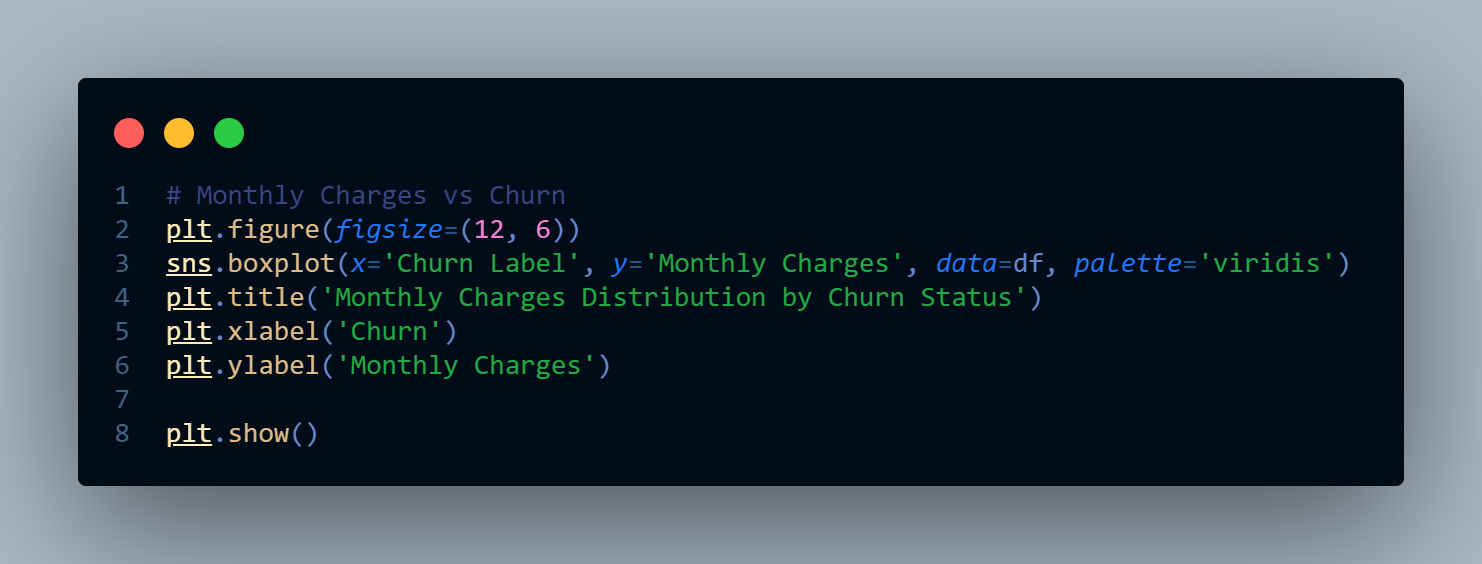 1 # Monthly Charges vs Churn
2 plt.figure(figsize=(12, 6))
3 sns.boxplot(x='Churn Label', y='Monthly Charges', data=df, palette='viridis')
4 plt.title('Monthly Charges Distribution by Churn Status')
5 plt.xlabel('Churn')
6 plt.ylabel('Monthly Charges')
7
8 plt.show()